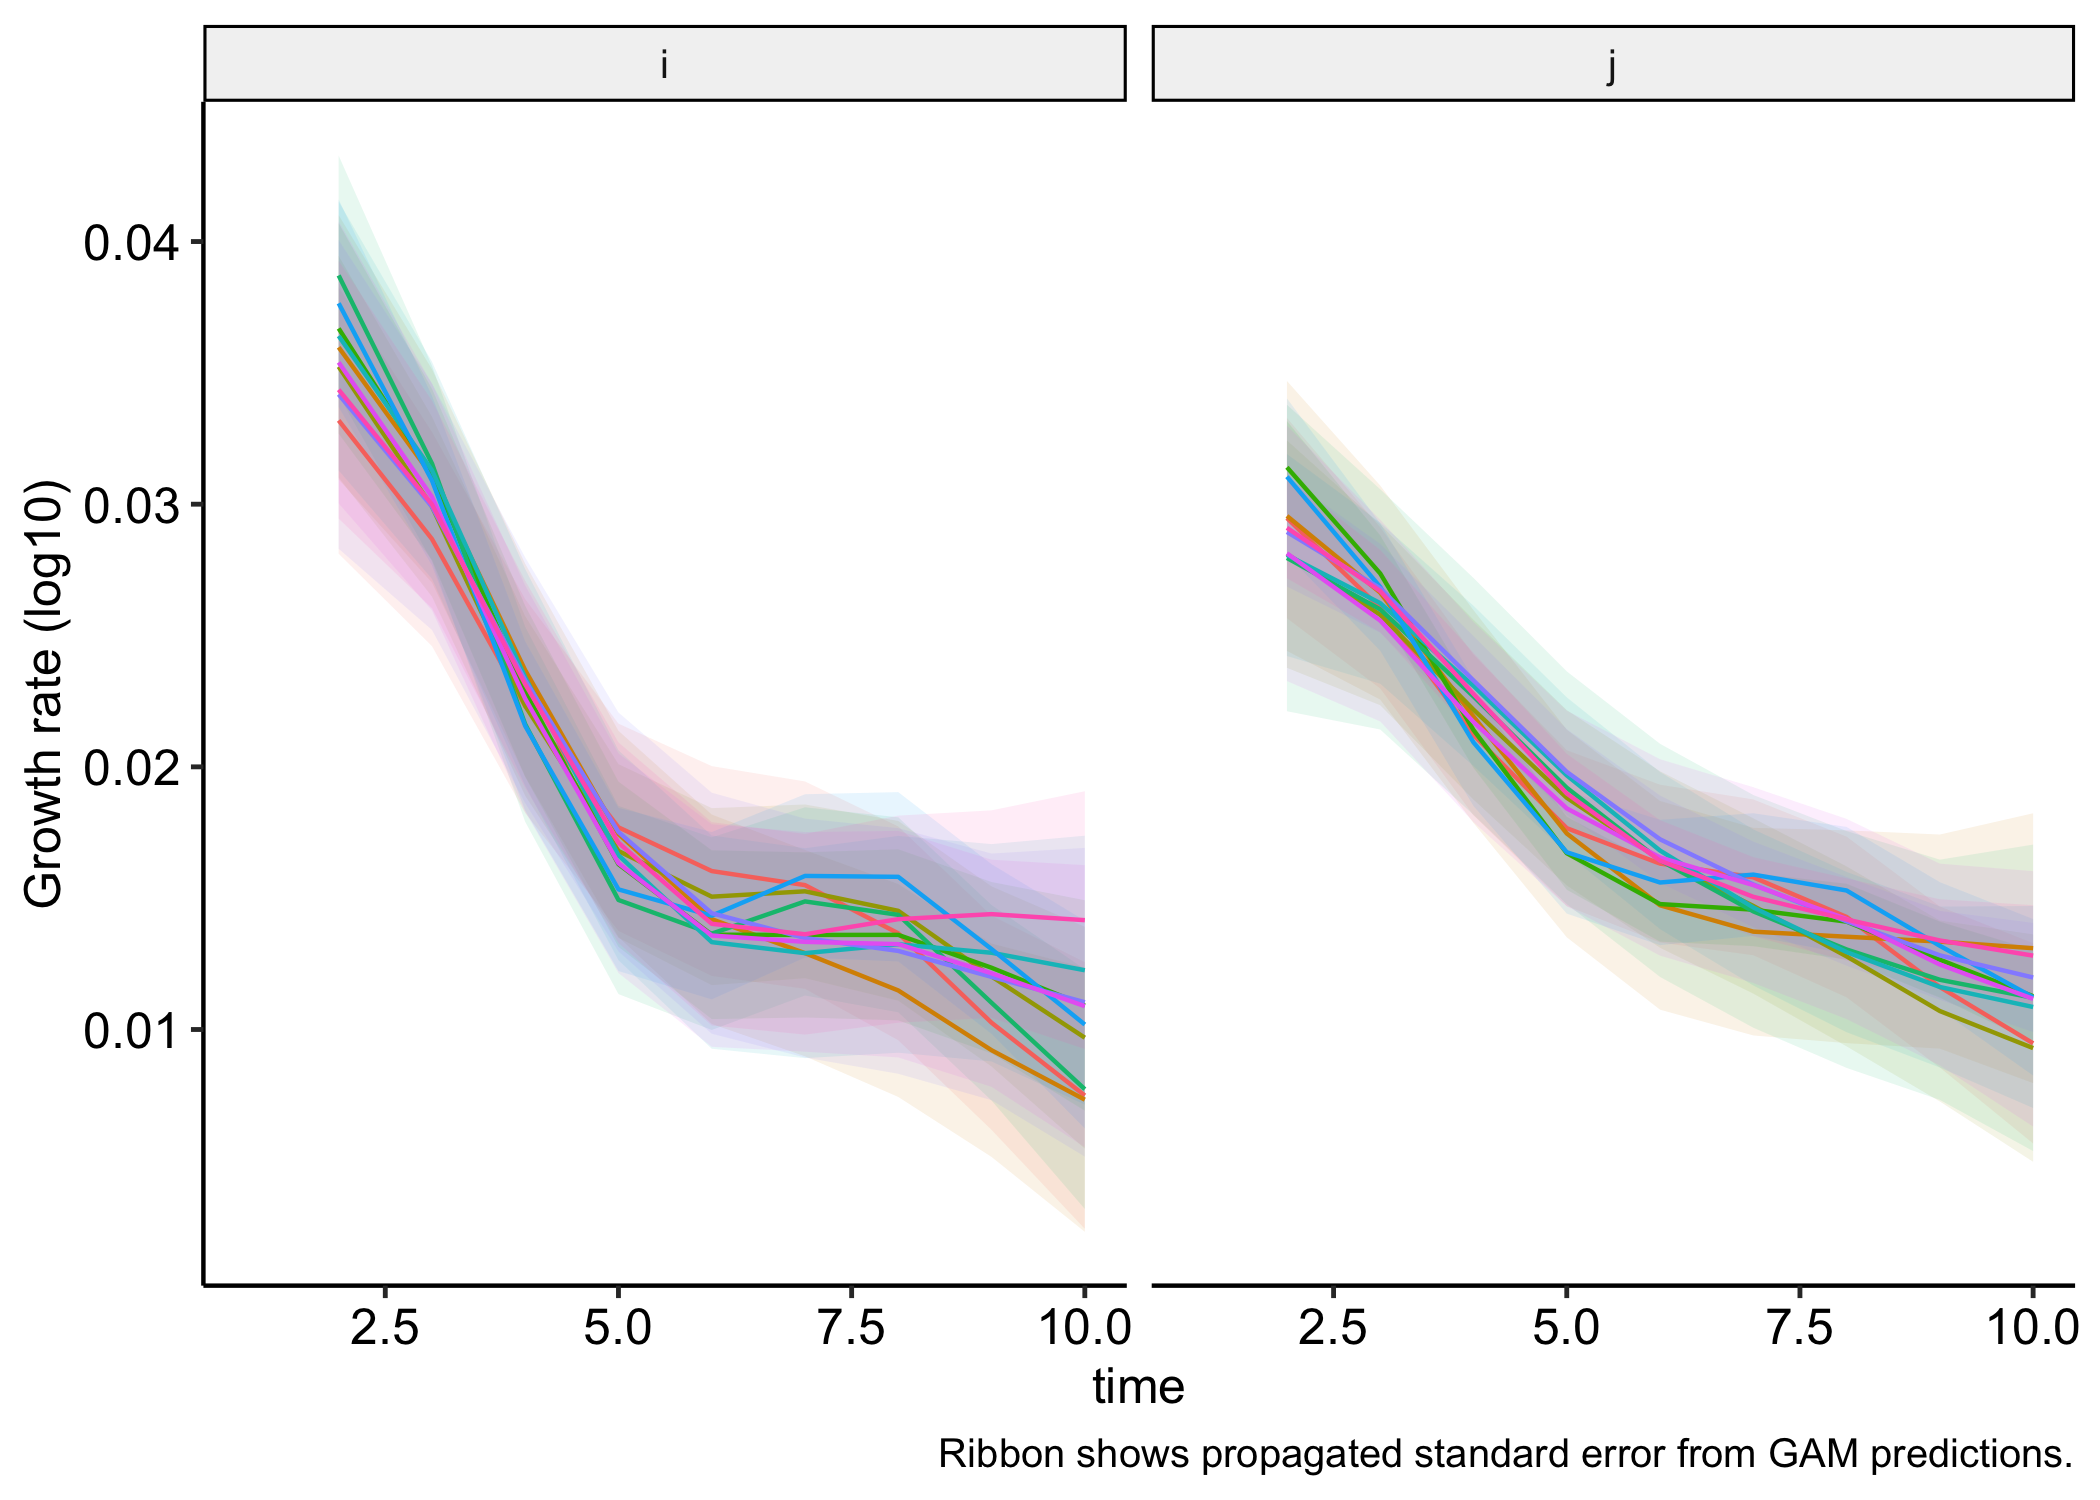 i
j
Growth rate (log10)
0.04
0.03
0.02
0.01
2.5 5.0 7.5 10.0
2.5 5.0 7.5 10.0
time
Ribbon shows propagated standard error from GAM predictions.